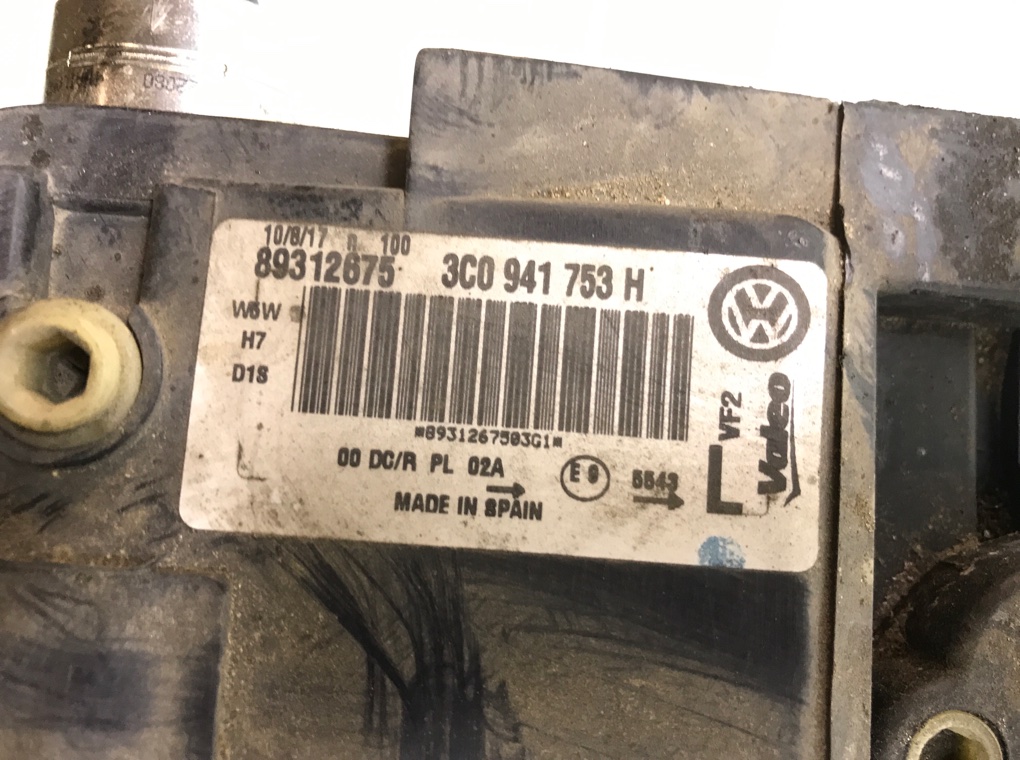 10/8/17 n 100
89312675 3C0 941 753 H
W5W
H7
D1S
*8931267503G1*
00 DC/R PL 02A
E 9
5543
MADE IN SPAIN
L
VF2
Valeo